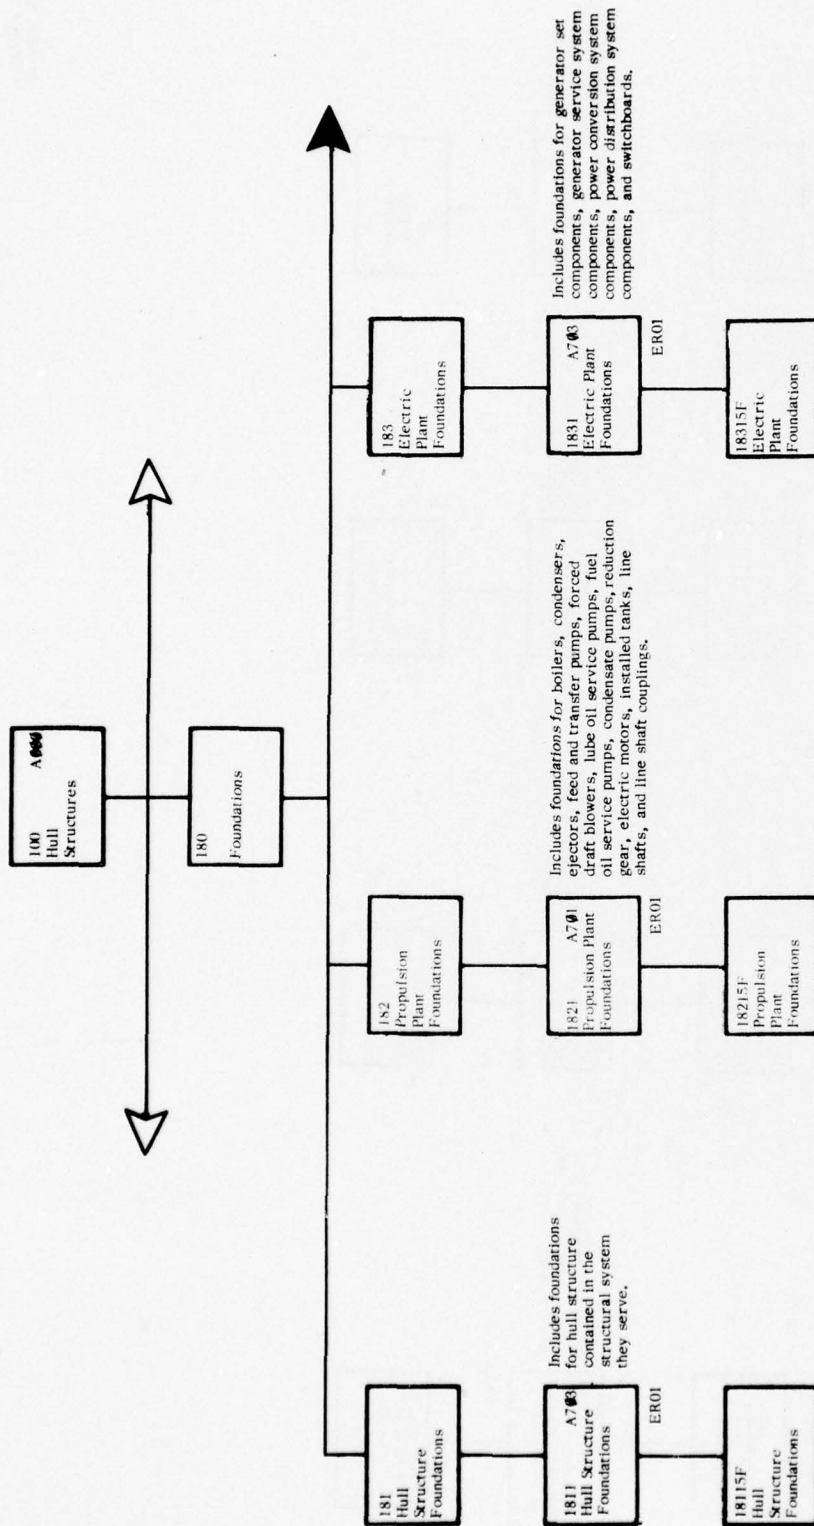 100 A000
Hull
Structures
180
Foundations
181
Hull
Structure
Foundations
182
Propulsion
Plant
Foundations
183
Electric
Plant
Foundations
1811 A703
Hull Structure
Foundations
Includes foundations
for hull structure
contained in the
structural system
they serve.
ER01
1821 A701
Propulsion Plant
Foundations
Includes foundations for boilers, condensers,
ejectors, feed and transfer pumps, forced
draft blowers, lube oil service pumps, fuel
oil service pumps, condensate pumps, reduction
gear, electric motors, installed tanks, line
shafts, and line shaft couplings.
ER01
1831 A703
Electric Plant
Foundations
Includes foundations for generator set
components, generator service system
components, power conversion system
components, power distribution system
components, and switchboards.
ER01
18115F
Hull
Structure
Foundations
18215F
Propulsion
Plant
Foundations
18315F
Electric
Plant
Foundations